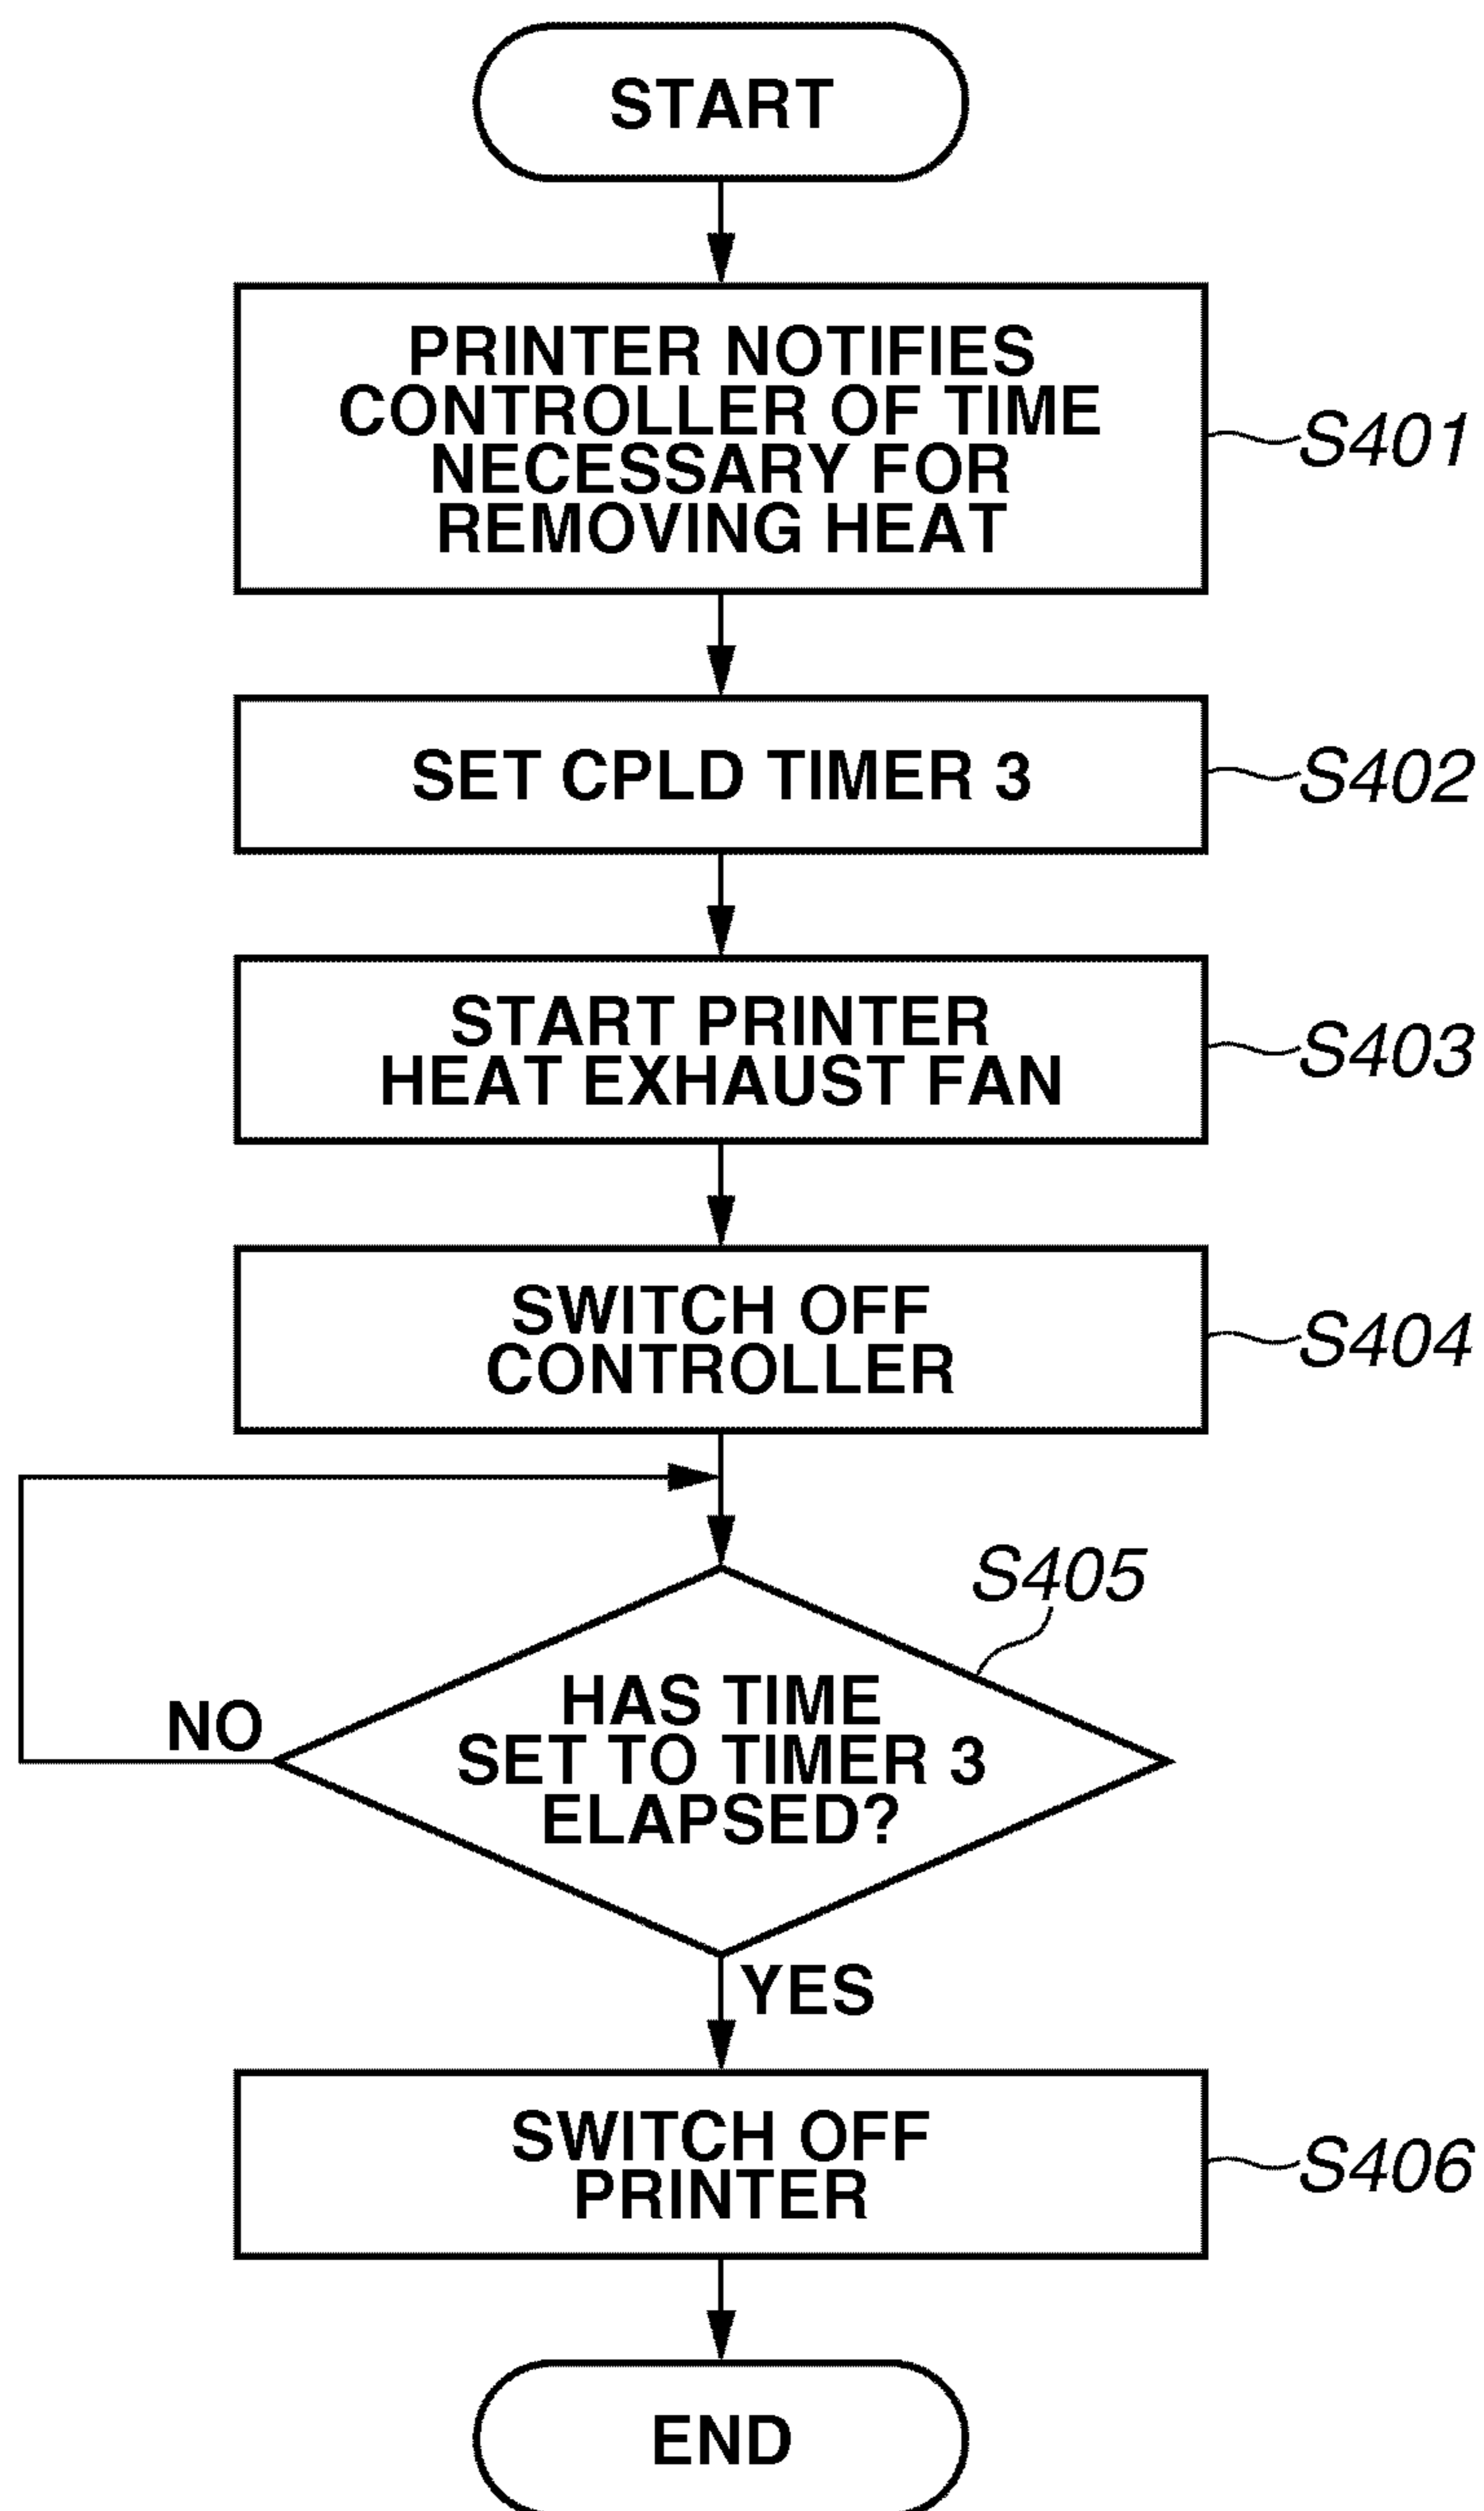 START
PRINTER NOTIFIES
CONTROLLER OF TIME
NECESSARY FOR
REMOVING HEAT
S401
SET CPLD TIMER 3
S402
START PRINTER
HEAT EXHAUST FAN
S403
SWITCH OFF
CONTROLLER
S404
S405
HAS TIME
SET TO TIMER 3
ELAPSED?
NO
YES
SWITCH OFF
PRINTER
S406
END